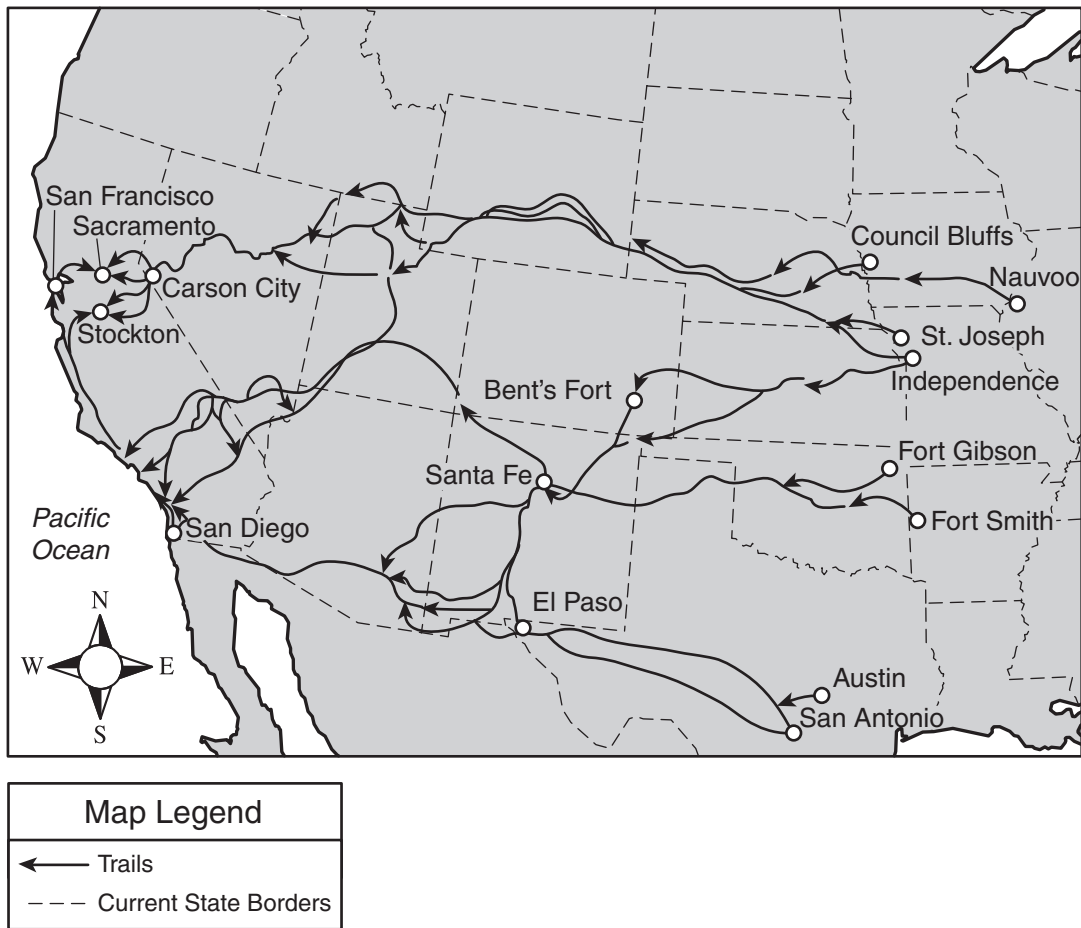 San Francisco
Sacramento
Carson City
Stockton
Council Bluffs
Nauvoo
St. Joseph
Independence
Bent's Fort
Fort Gibson
Santa Fe
Fort Smith
Pacific
Ocean
San Diego
El Paso
N
W
E
S
Austin
San Antonio
Map Legend
Trails
Current State Borders